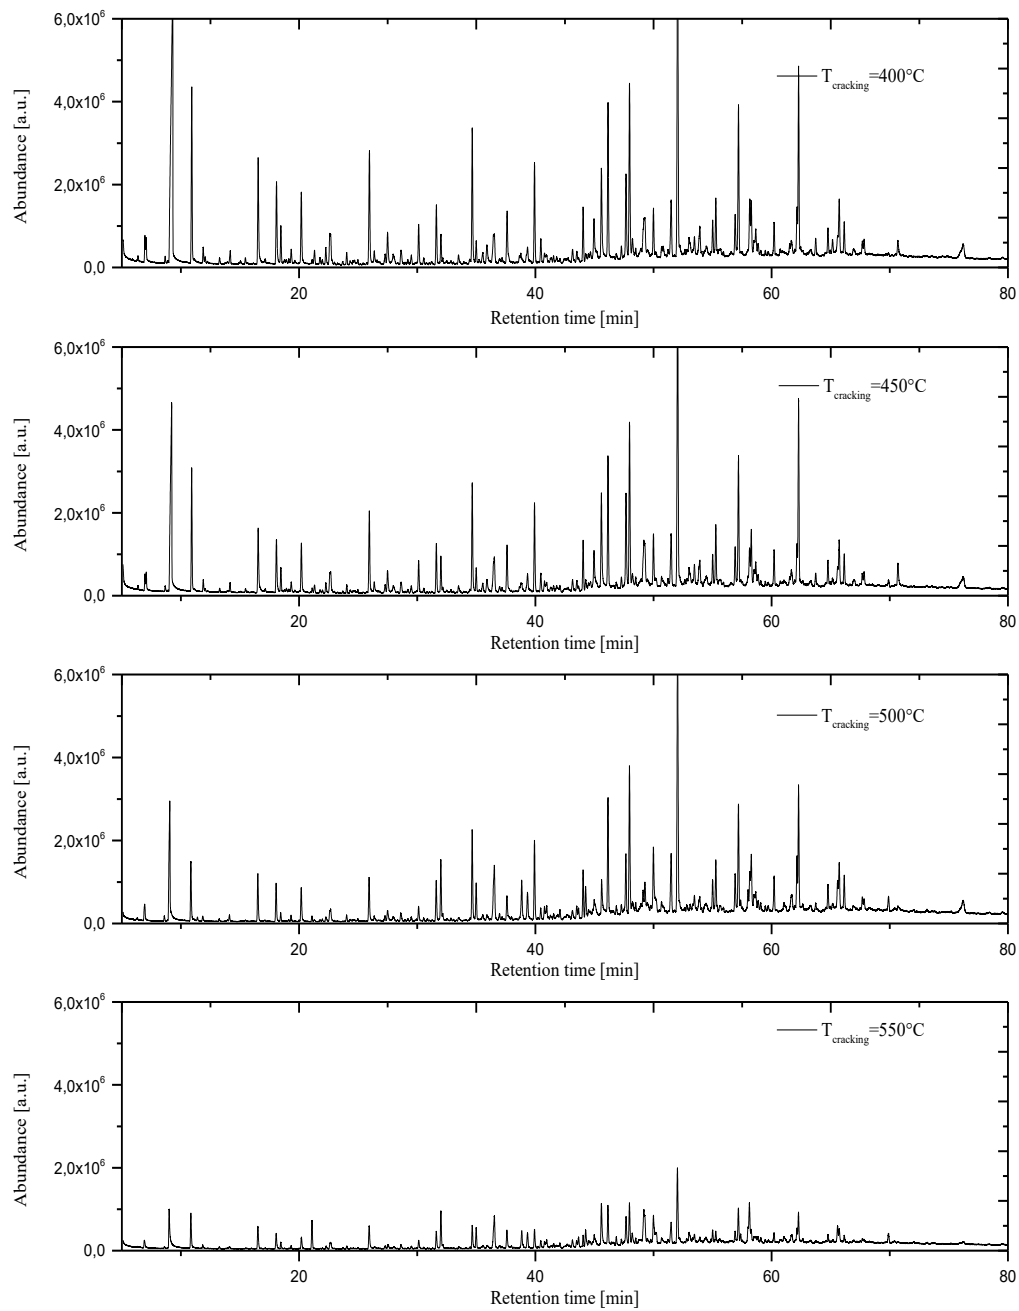 6,0x10⁶
4,0x10⁶
2,0x10⁶
0,0
Abundance [a.u.]
T_cracking=400°C
20 40 60 80
Retention time [min]
6,0x10⁶
4,0x10⁶
2,0x10⁶
0,0
Abundance [a.u.]
T_cracking=450°C
20 40 60 80
Retention time [min]
6,0x10⁶
4,0x10⁶
2,0x10⁶
0,0
Abundance [a.u.]
T_cracking=500°C
20 40 60 80
Retention time [min]
6,0x10⁶
4,0x10⁶
2,0x10⁶
0,0
Abundance [a.u.]
T_cracking=550°C
20 40 60 80
Retention time [min]